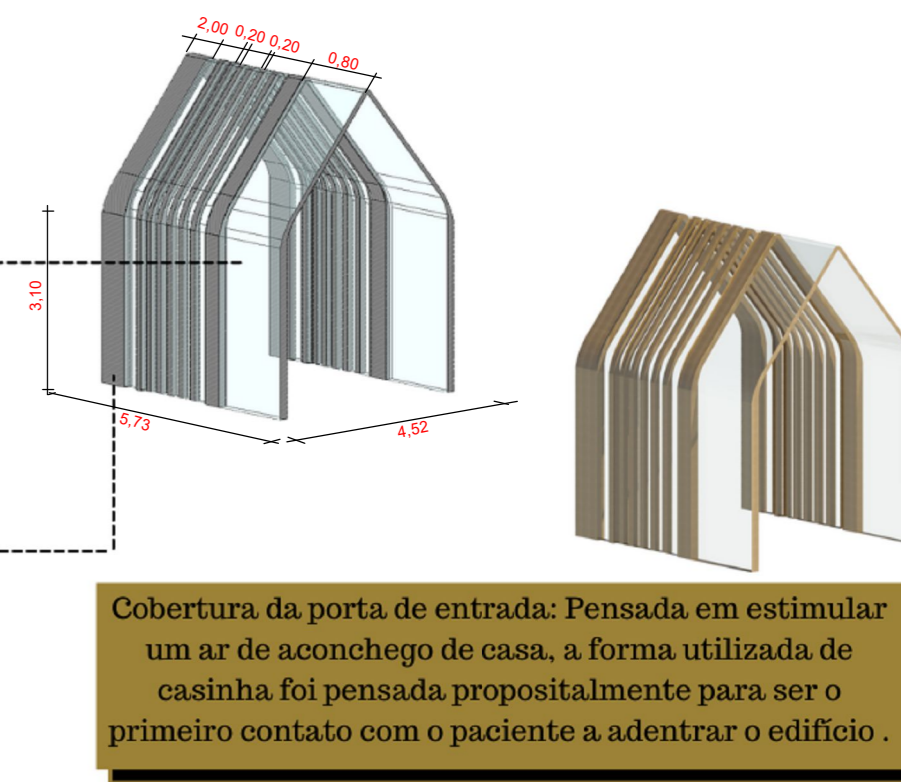 2,00 0,20 0,20 0,80
3,10
5,73
4,52
Cobertura da porta de entrada: Pensada em estimular
um ar de aconchego de casa, a forma utilizada de
casinha foi pensada propositalmente para ser o
primeiro contato com o paciente a adentrar o edifício .